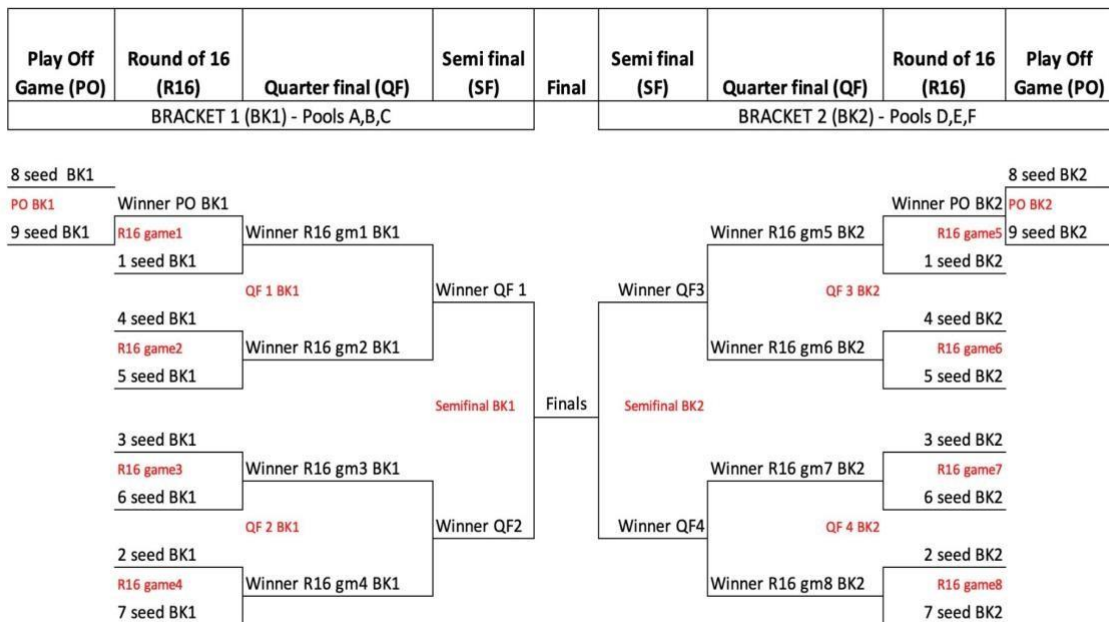 Play Off Game (PO)
Round of 16 (R16)
Quarter final (QF)
Semi final (SF)
Final
Semi final (SF)
Quarter final (QF)
Round of 16 (R16)
Play Off Game (PO)
BRACKET 1 (BK1) - Pools A,B,C
BRACKET 2 (BK2) - Pools D,E,F
8 seed BK1
PO BK1
9 seed BK1
Winner PO BK1
R16 game1
1 seed BK1
4 seed BK1
R16 game2
5 seed BK1
3 seed BK1
R16 game3
6 seed BK1
2 seed BK1
R16 game4
7 seed BK1
Winner R16 gm1 BK1
QF 1 BK1
Winner R16 gm2 BK1
Winner R16 gm3 BK1
QF 2 BK1
Winner R16 gm4 BK1
Winner QF 1
Semifinal BK1
Winner QF2
Finals
Winner QF3
Semifinal BK2
Winner QF4
Winner R16 gm5 BK2
QF 3 BK2
Winner R16 gm6 BK2
Winner R16 gm7 BK2
QF 4 BK2
Winner R16 gm8 BK2
Winner PO BK2
R16 game5
1 seed BK2
4 seed BK2
R16 game6
5 seed BK2
3 seed BK2
R16 game7
6 seed BK2
2 seed BK2
R16 game8
7 seed BK2
8 seed BK2
PO BK2
9 seed BK2